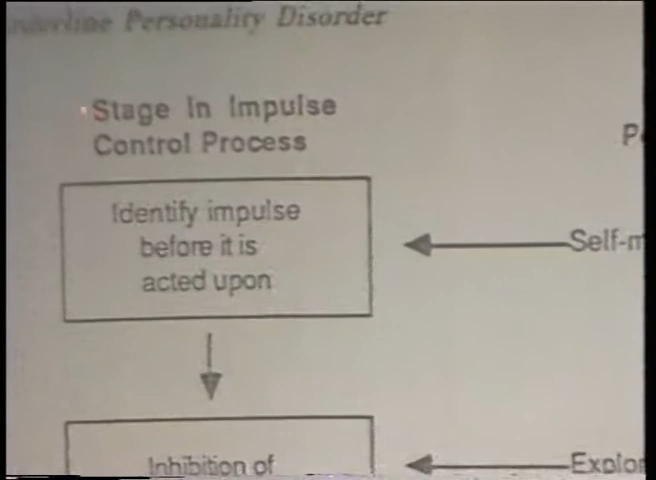 Personality Disorder
Stage in Impulse
Control Process
Identify impulse
before it is
acted upon
Self-m
Inhibition of
Explor